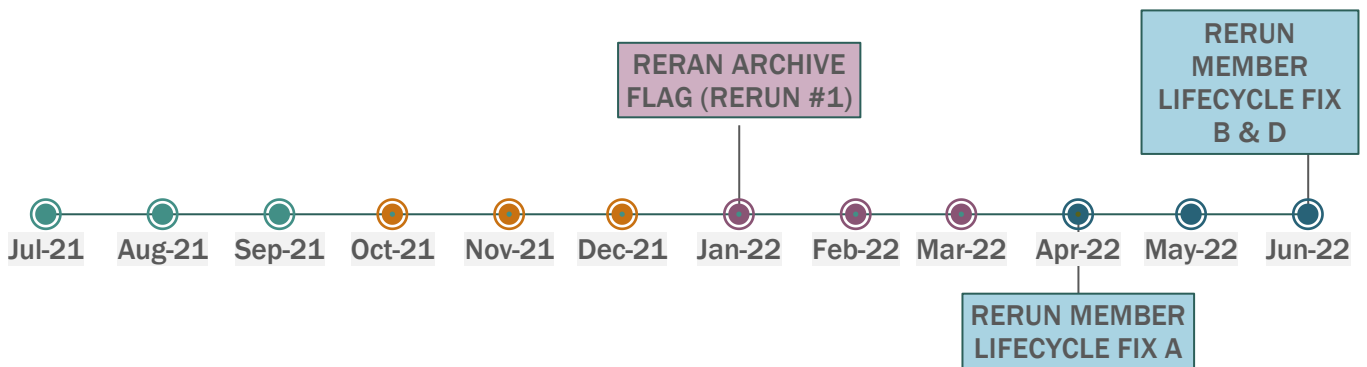 RERUN
MEMBER
LIFECYCLE FIX
B & D
RERAN ARCHIVE
FLAG (RERUN #1)
Jul-21 Aug-21 Sep-21 Oct-21 Nov-21 Dec-21 Jan-22 Feb-22 Mar-22 Apr-22 May-22 Jun-22
RERUN MEMBER
LIFECYCLE FIX A